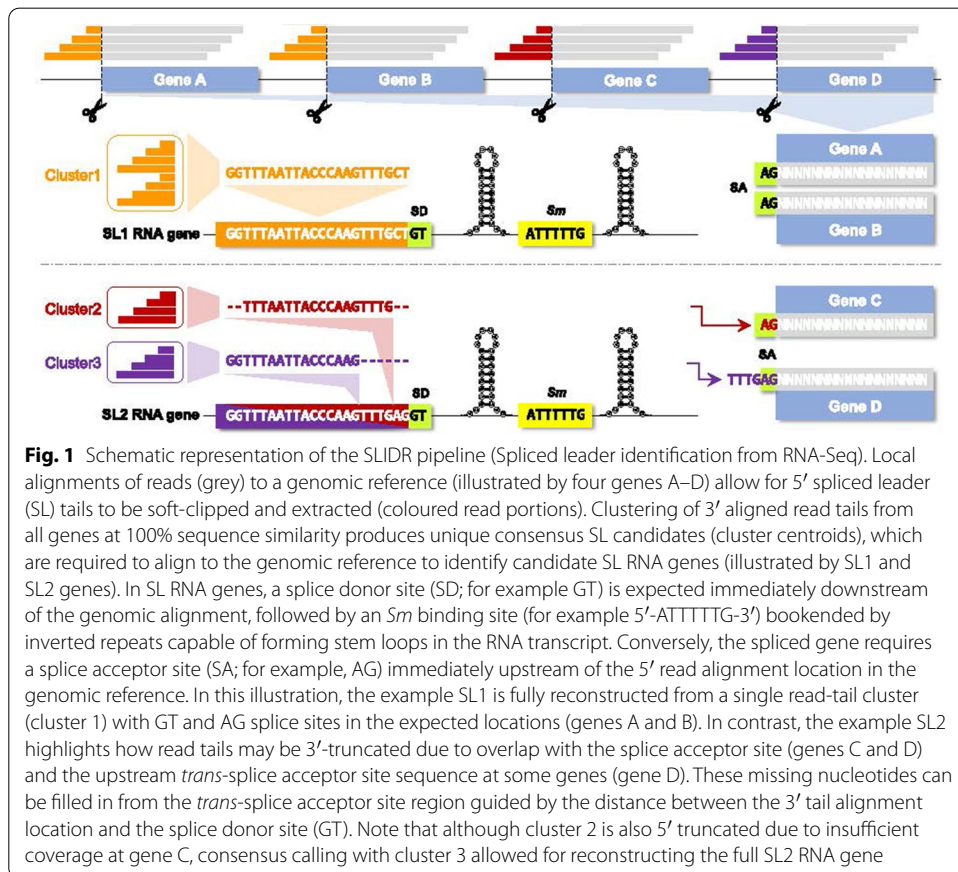 Gene A Gene B Gene C Gene D
Gene A
Cluster1 GGTTTAATTACCCAAGTTTGCT AG
SA
SD Sm AG
SL1 RNA gene GGTTTAATTACCCAAGTTTGCT GT ATTTTTG Gene B
Cluster2 --TTTAATTACCCAAGTTTG-- Gene C
AG
Cluster3 GGTTTAATTACCCAAG------ SA
SD Sm TTTGAG
SL2 RNA gene GGTTTAATTACCCAAGTTTGAG GT ATTTTTG Gene D
Fig. 1 Schematic representation of the SLIDR pipeline (Spliced leader identification from RNA-Seq). Local
alignments of reads (grey) to a genomic reference (illustrated by four genes A–D) allow for 5′ spliced leader
(SL) tails to be soft-clipped and extracted (coloured read portions). Clustering of 3′ aligned read tails from
all genes at 100% sequence similarity produces unique consensus SL candidates (cluster centroids), which
are required to align to the genomic reference to identify candidate SL RNA genes (illustrated by SL1 and
SL2 genes). In SL RNA genes, a splice donor site (SD; for example GT) is expected immediately downstream
of the genomic alignment, followed by an Sm binding site (for example 5′-ATTTTTG-3′) bookended by
inverted repeats capable of forming stem loops in the RNA transcript. Conversely, the spliced gene requires
a splice acceptor site (SA; for example, AG) immediately upstream of the 5′ read alignment location in the
genomic reference. In this illustration, the example SL1 is fully reconstructed from a single read-tail cluster
(cluster 1) with GT and AG splice sites in the expected locations (genes A and B). In contrast, the example SL2
highlights how read tails may be 3′-truncated due to overlap with the splice acceptor site (genes C and D)
and the upstream trans-splice acceptor site sequence at some genes (gene D). These missing nucleotides can
be filled in from the trans-splice acceptor site region guided by the distance between the 3′ tail alignment
location and the splice donor site (GT). Note that although cluster 2 is also 5′ truncated due to insufficient
coverage at gene C, consensus calling with cluster 3 allowed for reconstructing the full SL2 RNA gene